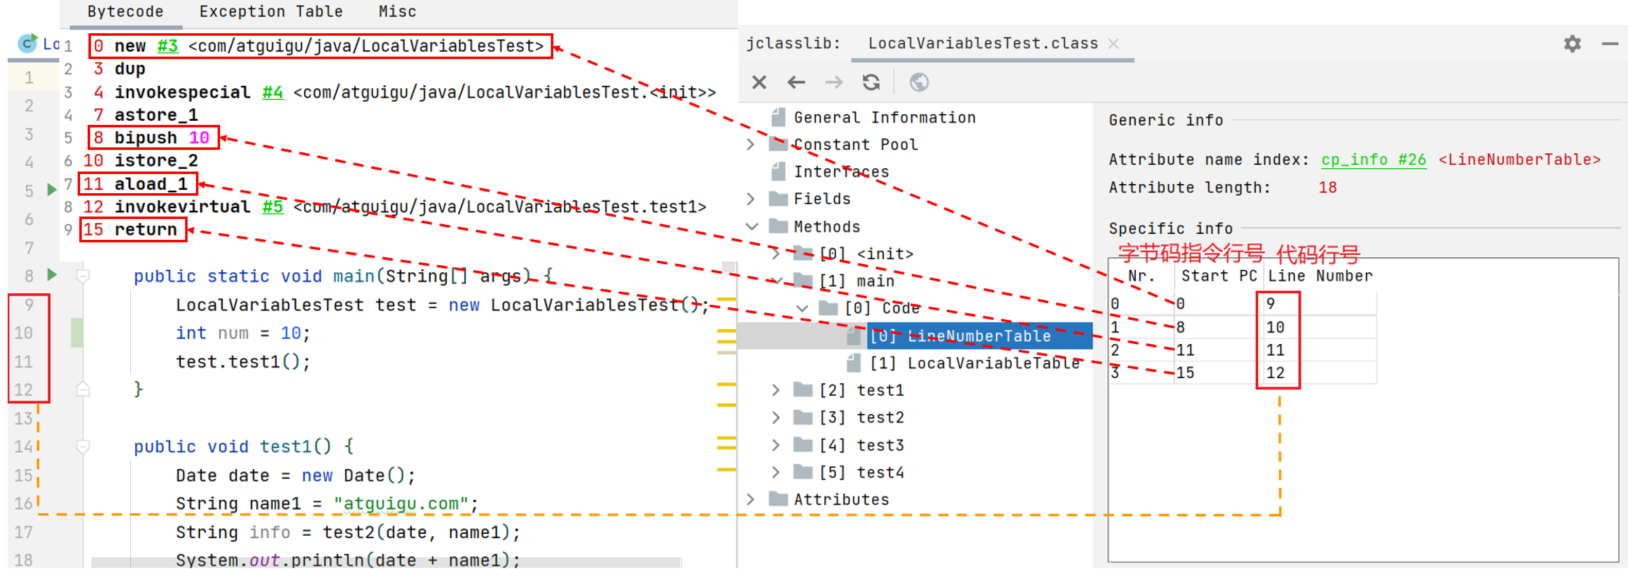 Bytecode Exception Table Misc
Lo
1 0 new #3 <com/atguigu/java/LocalVariablesTest>
2 3 dup
3 4 invokespecial #4 <com/atguigu/java/LocalVariablesTest.<init>>
4 7 astore_1
5 8 bipush 10
6 10 istore_2
7 11 aload_1
8 12 invokevirtual #5 <com/atguigu/java/LocalVariablesTest.test1>
9 15 return
1
2
3
4
5
6
7
8 public static void main(String[] args) {
9 LocalVariablesTest test = new LocalVariablesTest();
10 int num = 10;
11 test.test1();
12 }
13
14 public void test1() {
15 Date date = new Date();
16 String name1 = "atguigu.com";
17 String info = test2(date, name1);
18 System.out.println(date + name1);
jclasslib: LocalVariablesTest.class
General Information
Constant Pool
Interfaces
Fields
Methods
[0] <init>
[1] main
[0] Code
[0] LineNumberTable
[1] LocalVariableTable
[2] test1
[3] test2
[4] test3
[5] test4
Attributes
Generic info
Attribute name index: cp_info #26 <LineNumberTable>
Attribute length: 18
Specific info
字节码指令行号 代码行号
Nr. Start PC Line Number
0 0 9
1 8 10
2 11 11
3 15 12